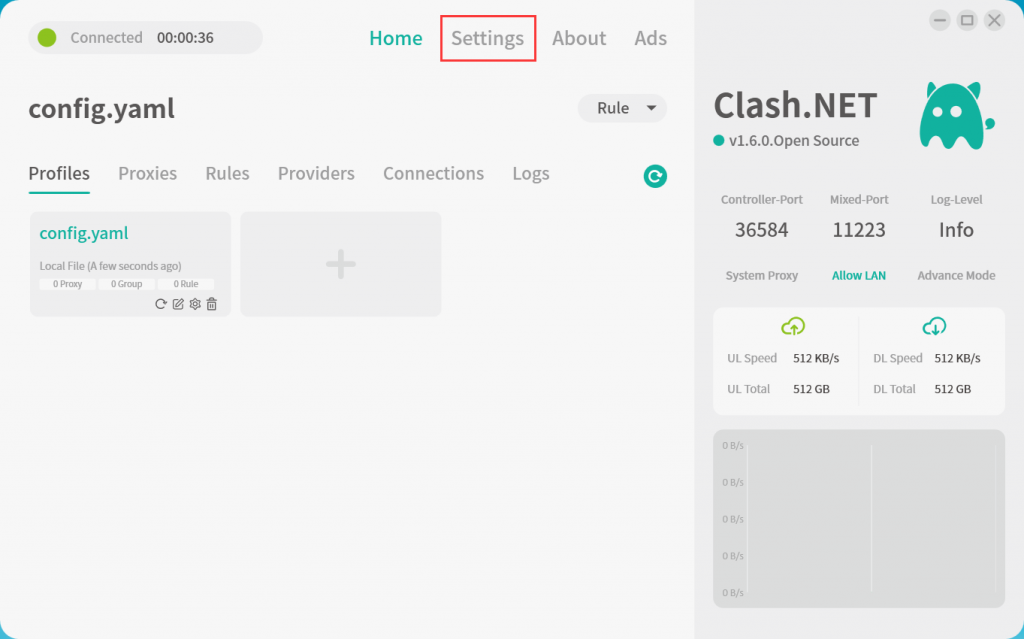 Connected 00:00:36
Home Settings About Ads
config.yaml
Rule
Profiles Proxies Rules Providers Connections Logs
config.yaml
Local File (A few seconds ago)
0 Proxy 0 Group 0 Rule
Clash.NET
v1.6.0.Open Source
Controller-Port Mixed-Port Log-Level
36584 11223 Info
System Proxy Allow LAN Advance Mode
UL Speed 512 KB/s DL Speed 512 KB/s
UL Total 512 GB DL Total 512 GB
0 B/s
0 B/s
0 B/s
0 B/s
0 B/s